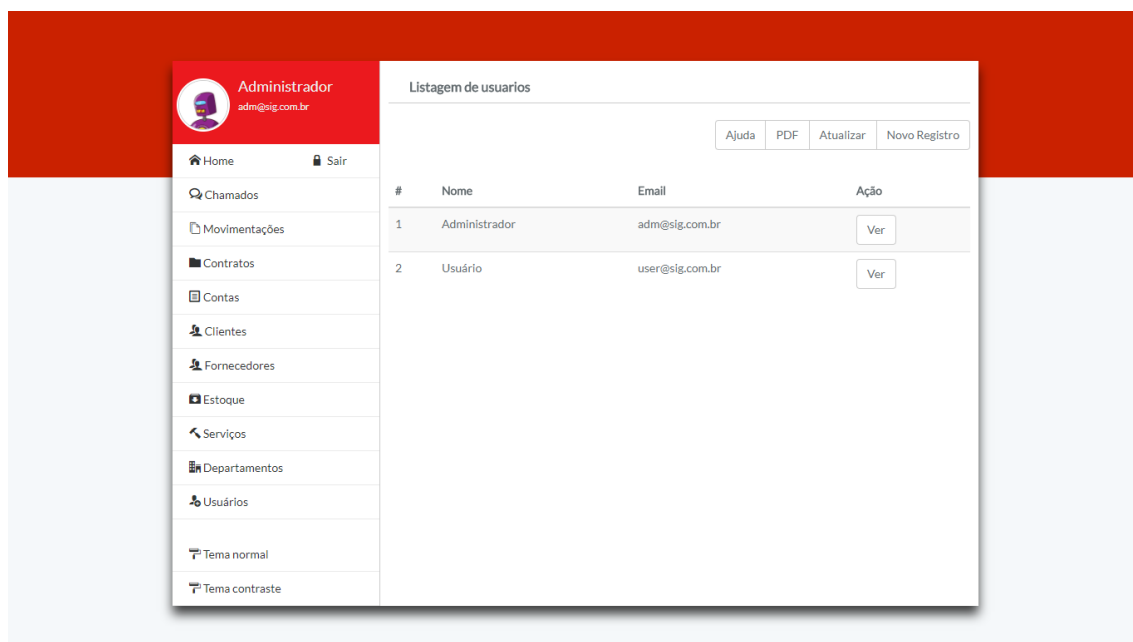 Administrador
adm@sig.com.br
Home Sair
Chamados
Movimentações
Contratos
Contas
Clientes
Fornecedores
Estoque
Serviços
Departamentos
Usuários
Tema normal
Tema contraste
Listagem de usuarios
Ajuda PDF Atualizar Novo Registro
# Nome Email Ação
1 Administrador adm@sig.com.br Ver
2 Usuário user@sig.com.br Ver